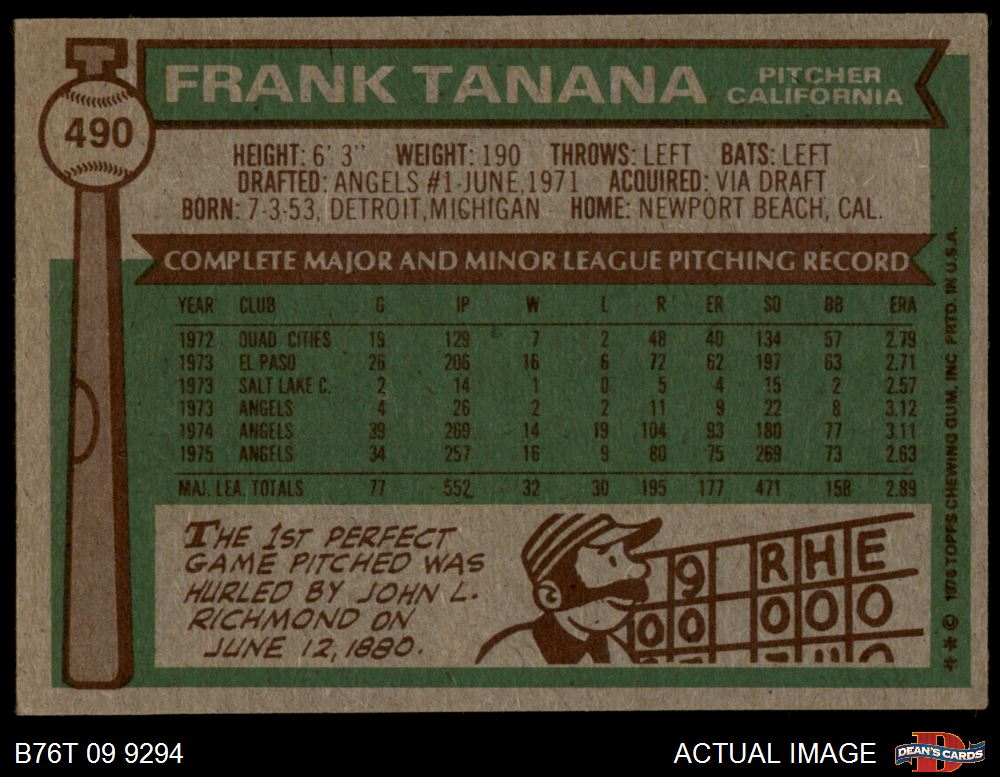 FRANK TANANA
PITCHER
CALIFORNIA
490
HEIGHT: 6' 3" WEIGHT: 190 THROWS: LEFT BATS: LEFT
DRAFTED: ANGELS #1-JUNE, 1971 ACQUIRED: VIA DRAFT
BORN: 7-3-53, DETROIT, MICHIGAN HOME: NEWPORT BEACH, CAL.
COMPLETE MAJOR AND MINOR LEAGUE PITCHING RECORD
YEAR CLUB G IP W L R ER SO BB ERA
1972 QUAD CITIES 19 129 7 2 48 40 134 57 2.79
1973 EL PASO 26 206 16 6 72 62 197 63 2.71
1973 SALT LAKE C. 2 14 1 0 5 4 15 2 2.57
1973 ANGELS 4 26 2 2 11 9 22 8 3.12
1974 ANGELS 39 269 14 19 104 93 180 77 3.11
1975 ANGELS 34 257 16 9 80 75 269 73 2.63
MAJ. LEA. TOTALS 77 552 32 30 195 177 471 158 2.89
THE 1ST PERFECT
GAME PITCHED WAS
HURLED BY JOHN L.
RICHMOND ON
JUNE 12, 1880.
9 R H E
0 0 0 0 0
** © 1976 TOPPS CHEWING GUM, INC PRTD. IN U.S.A.
B76T 09 9294
ACTUAL IMAGE
D
DEAN'S CARDS